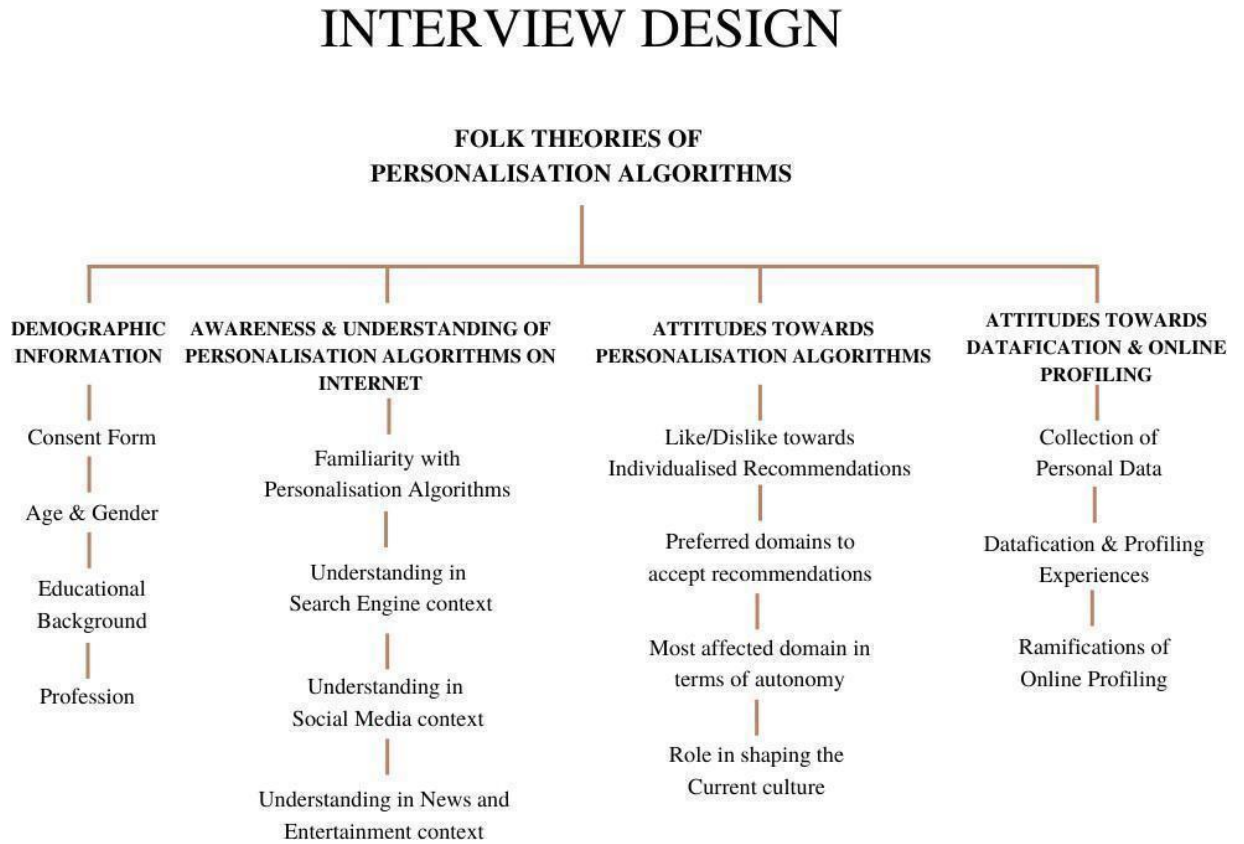 INTERVIEW DESIGN
FOLK THEORIES OF
PERSONALISATION ALGORITHMS
DEMOGRAPHIC
INFORMATION
Consent Form
Age & Gender
Educational
Background
Profession
AWARENESS & UNDERSTANDING OF
PERSONALISATION ALGORITHMS ON
INTERNET
Familiarity with
Personalisation Algorithms
Understanding in
Search Engine context
Understanding in
Social Media context
Understanding in News and
Entertainment context
ATTITUDES TOWARDS
PERSONALISATION ALGORITHMS
Like/Dislike towards
Individualised Recommendations
Preferred domains to
accept recommendations
Most affected domain in
terms of autonomy
Role in shaping the
Current culture
ATTITUDES TOWARDS
DATAFICATION & ONLINE
PROFILING
Collection of
Personal Data
Datafication & Profiling
Experiences
Ramifications of
Online Profiling